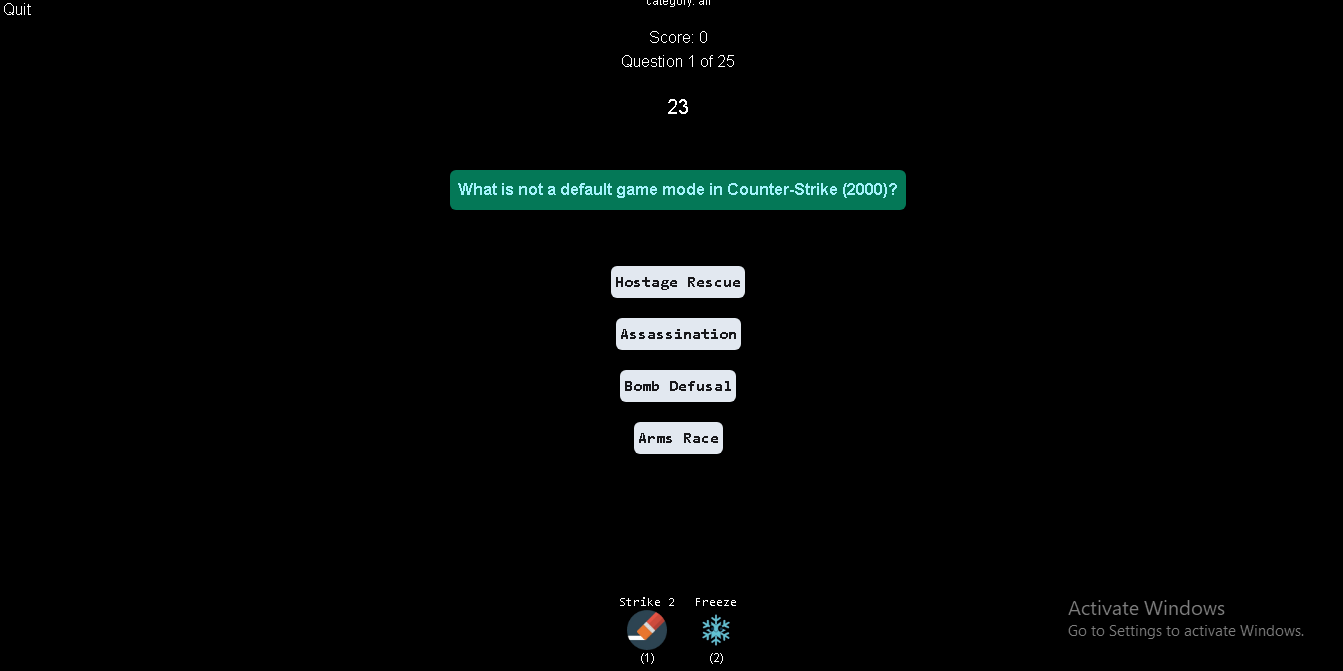 Quit
category: all
Score: 0
Question 1 of 25
23
What is not a default game mode in Counter-Strike (2000)?
Hostage Rescue
Assassination
Bomb Defusal
Arms Race
Strike 2 Freeze
(1) (2)
Activate Windows
Go to Settings to activate Windows.